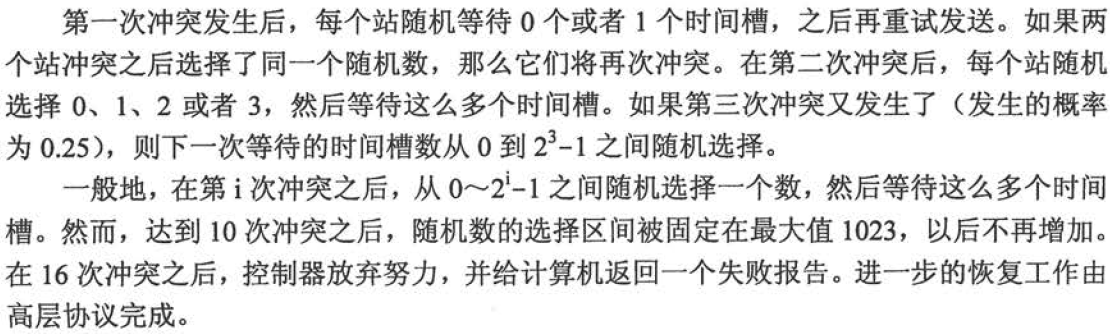 第一次冲突发生后，每个站随机等待 0 个或者 1 个时间槽，之后再重试发送。如果两
个站冲突之后选择了同一个随机数，那么它们将再次冲突。在第二次冲突后，每个站随机
选择 0、1、2 或者 3，然后等待这么多个时间槽。如果第三次冲突又发生了（发生的概率
为 0.25），则下一次等待的时间槽数从 0 到 2³−1 之间随机选择。
一般地，在第 i 次冲突之后，从 0～2ⁱ−1 之间随机选择一个数，然后等待这么多个时间
槽。然而，达到 10 次冲突之后，随机数的选择区间被固定在最大值 1023，以后不再增加。
在 16 次冲突之后，控制器放弃努力，并给计算机返回一个失败报告。进一步的恢复工作由
高层协议完成。